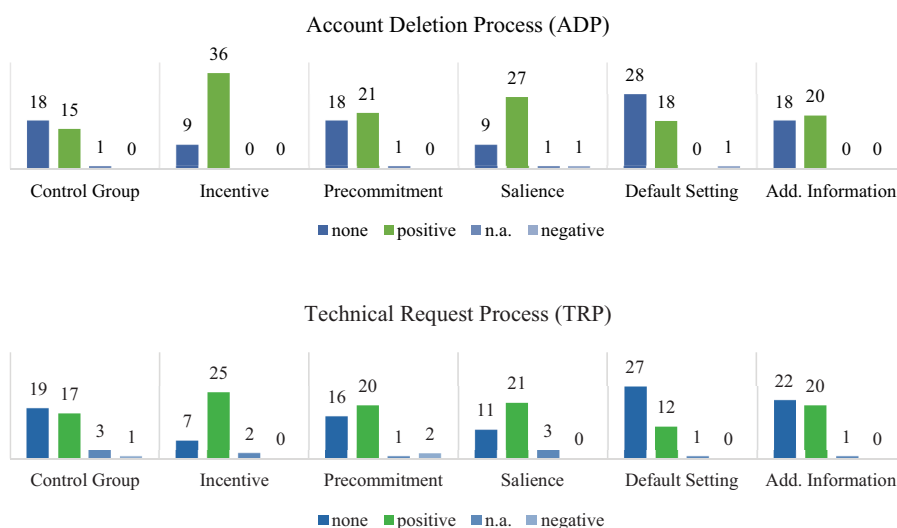 Account Deletion Process (ADP)
18 15 1 0 9 36 0 0 18 21 1 0 9 27 1 1 28 18 0 1 18 20 0 0
Control Group Incentive Precommitment Salience Default Setting Add. Information
none positive n.a. negative
Technical Request Process (TRP)
19 17 3 1 7 25 2 0 16 20 1 2 11 21 3 0 27 12 1 0 22 20 1 0
Control Group Incentive Precommitment Salience Default Setting Add. Information
none positive n.a. negative